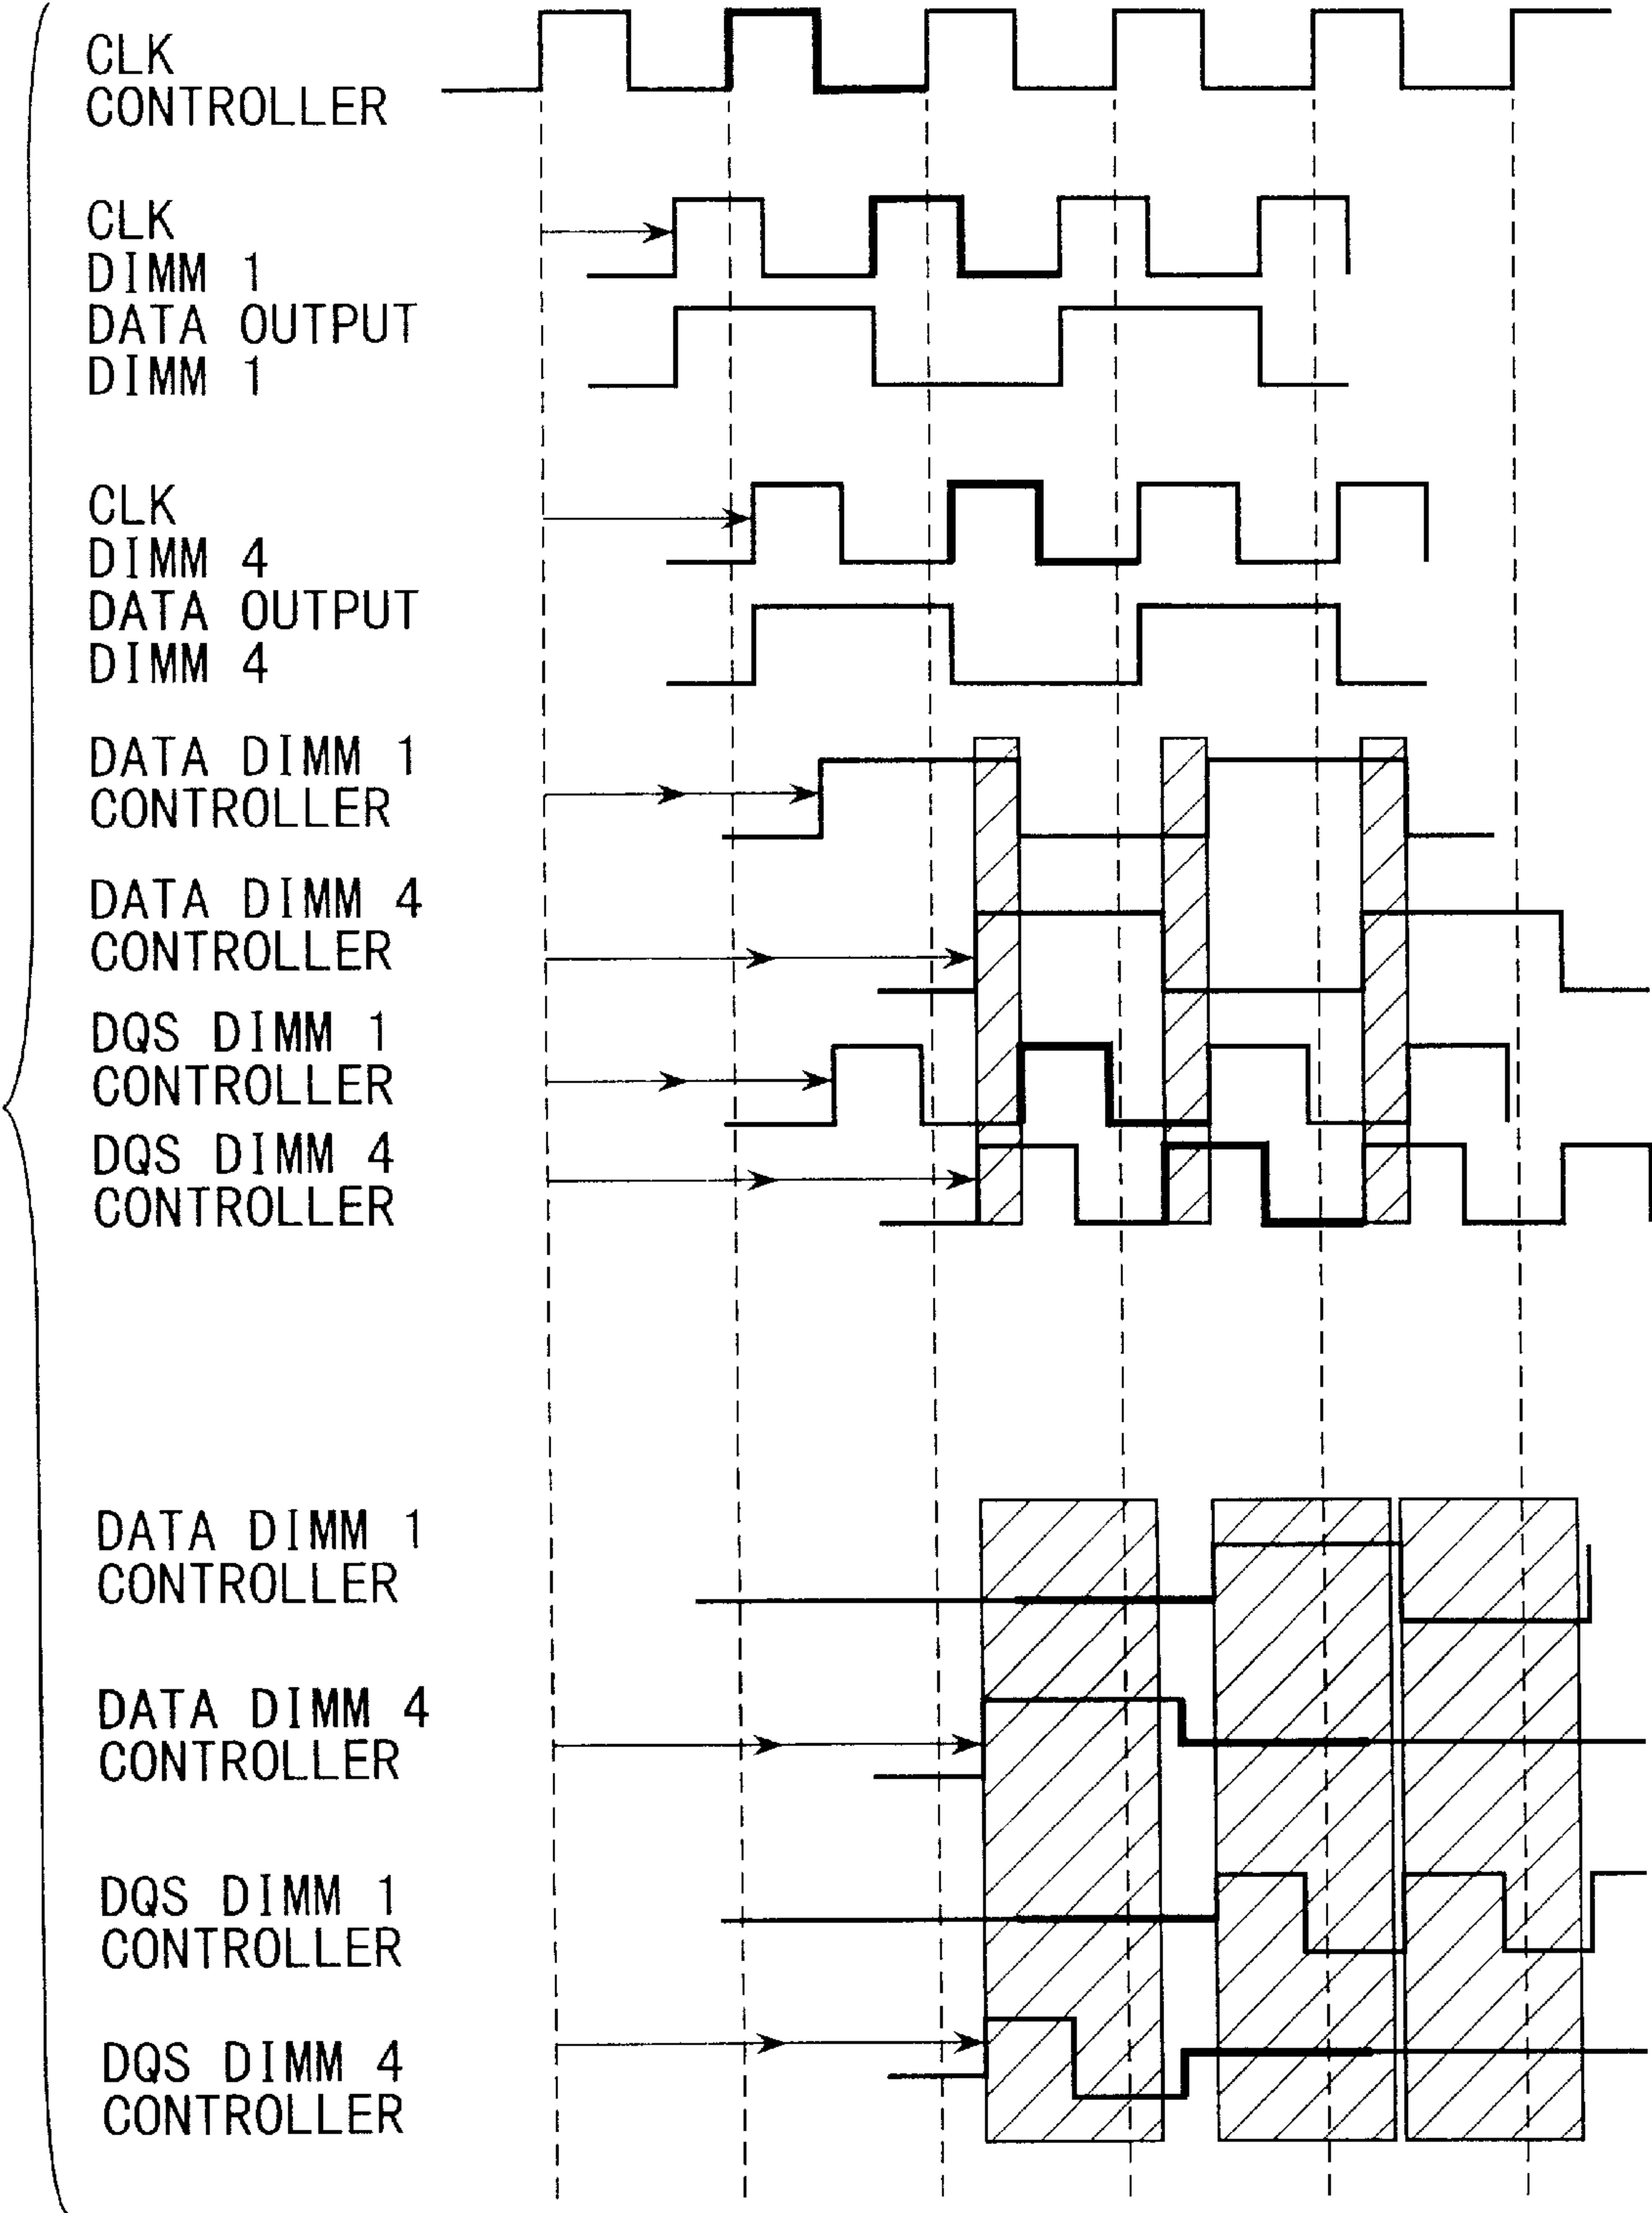 CLK
CONTROLLER
CLK
DIMM 1
DATA OUTPUT
DIMM 1
CLK
DIMM 4
DATA OUTPUT
DIMM 4
DATA DIMM 1
CONTROLLER
DATA DIMM 4
CONTROLLER
DQS DIMM 1
CONTROLLER
DQS DIMM 4
CONTROLLER
DATA DIMM 1
CONTROLLER
DATA DIMM 4
CONTROLLER
DQS DIMM 1
CONTROLLER
DQS DIMM 4
CONTROLLER